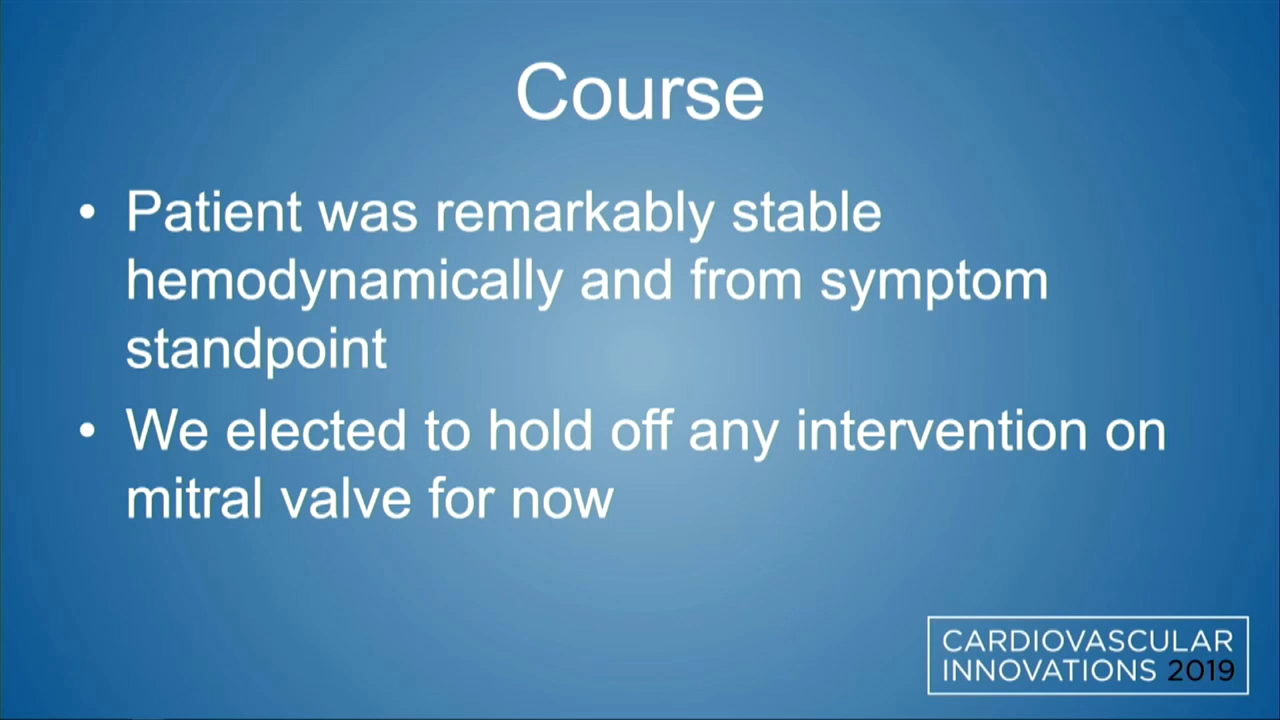 Course
• Patient was remarkably stable
hemodynamically and from symptom
standpoint
• We elected to hold off any intervention on
mitral valve for now
CARDIOVASCULAR
INNOVATIONS 2019